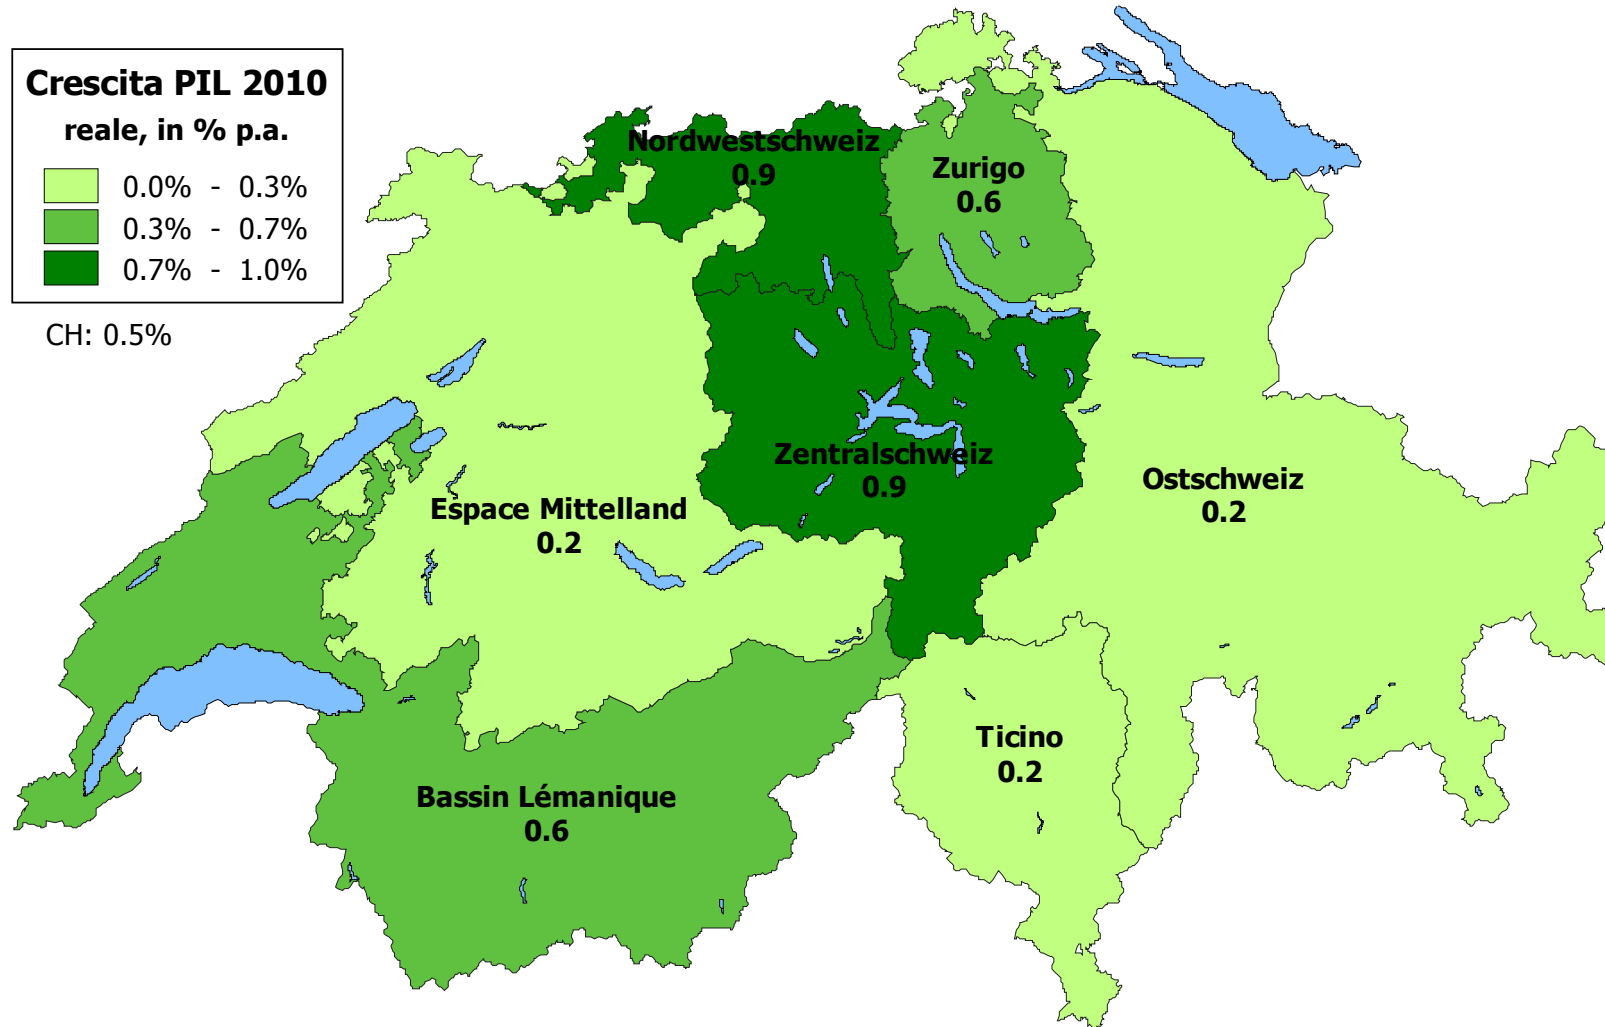 Crescita PIL 2010
reale, in % p.a.
0.0% - 0.3%
0.3% - 0.7%
0.7% - 1.0%
CH: 0.5%
Nordwestschweiz
0.9
Zurigo
0.6
Zentralschweiz
0.9
Ostschweiz
0.2
Espace Mittelland
0.2
Ticino
0.2
Bassin Lémanique
0.6